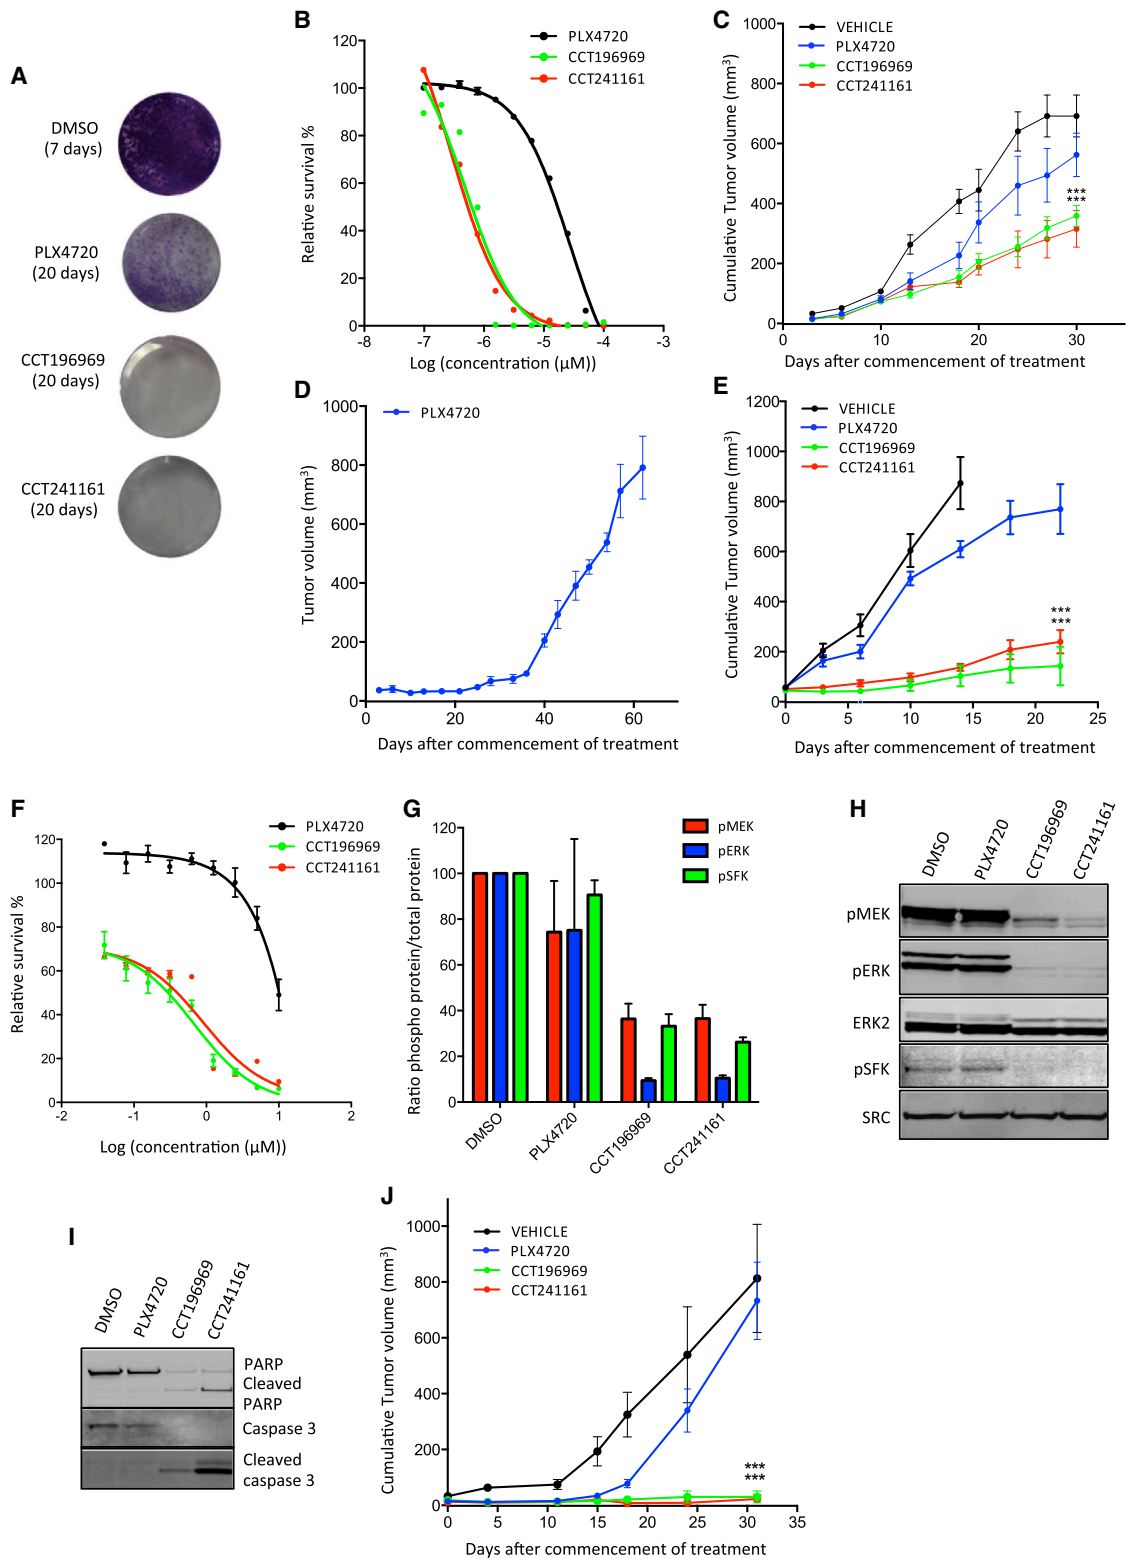 A
DMSO
(7 days)
PLX4720
(20 days)
CCT196969
(20 days)
CCT241161
(20 days)
B
PLX4720
CCT196969
CCT241161
Relative survival %
120
100
80
60
40
20
0
-8
-7
-6
-5
-4
-3
Log (concentration (μM))
C
VEHICLE
PLX4720
CCT196969
CCT241161
Cumulative Tumor volume (mm³)
1000
800
600
400
200
0
***
***
0
10
20
30
Days after commencement of treatment
D
PLX4720
Tumor volume (mm³)
1000
800
600
400
200
0
0
20
40
60
Days after commencement of treatment
E
VEHICLE
PLX4720
CCT196969
CCT241161
Cumulative Tumor volume (mm³)
1200
1000
800
600
400
200
0
***
***
0
5
10
15
20
25
Days after commencement of treatment
F
PLX4720
CCT196969
CCT241161
Relative survival %
120
100
80
60
40
20
0
-2
-1
0
1
2
Log (concentration (μM))
G
pMEK
pERK
pSFK
Ratio phospho protein/total protein
120
100
80
60
40
20
0
DMSO
PLX4720
CCT196969
CCT241161
H
DMSO
PLX4720
CCT196969
CCT241161
pMEK
pERK
ERK2
pSFK
SRC
I
DMSO
PLX4720
CCT196969
CCT241161
PARP
Cleaved
PARP
Caspase 3
Cleaved
caspase 3
J
VEHICLE
PLX4720
CCT196969
CCT241161
Cumulative Tumor volume (mm³)
1000
800
600
400
200
0
***
***
0
5
10
15
20
25
30
35
Days after commencement of treatment